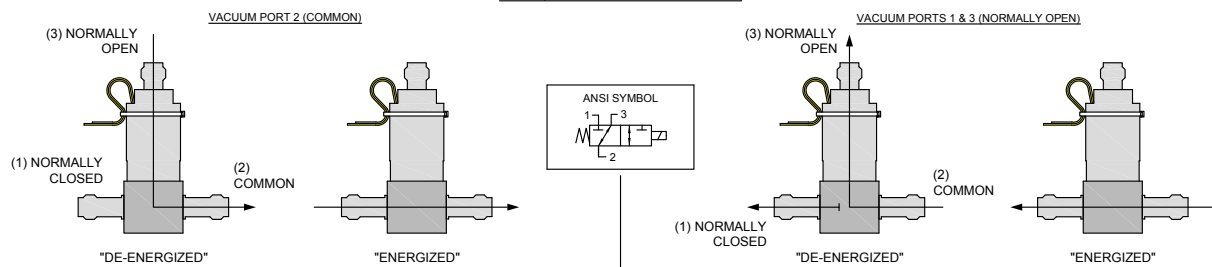 VACUUM PORT 2 (COMMON)
(3) NORMALLY
OPEN
(1) NORMALLY
CLOSED
(2)
COMMON
"DE-ENERGIZED"
"ENERGIZED"
ANSI SYMBOL
1
3
2
VACUUM PORTS 1 & 3 (NORMALLY OPEN)
(3) NORMALLY
OPEN
(2)
COMMON
(1) NORMALLY
CLOSED
"DE-ENERGIZED"
"ENERGIZED"